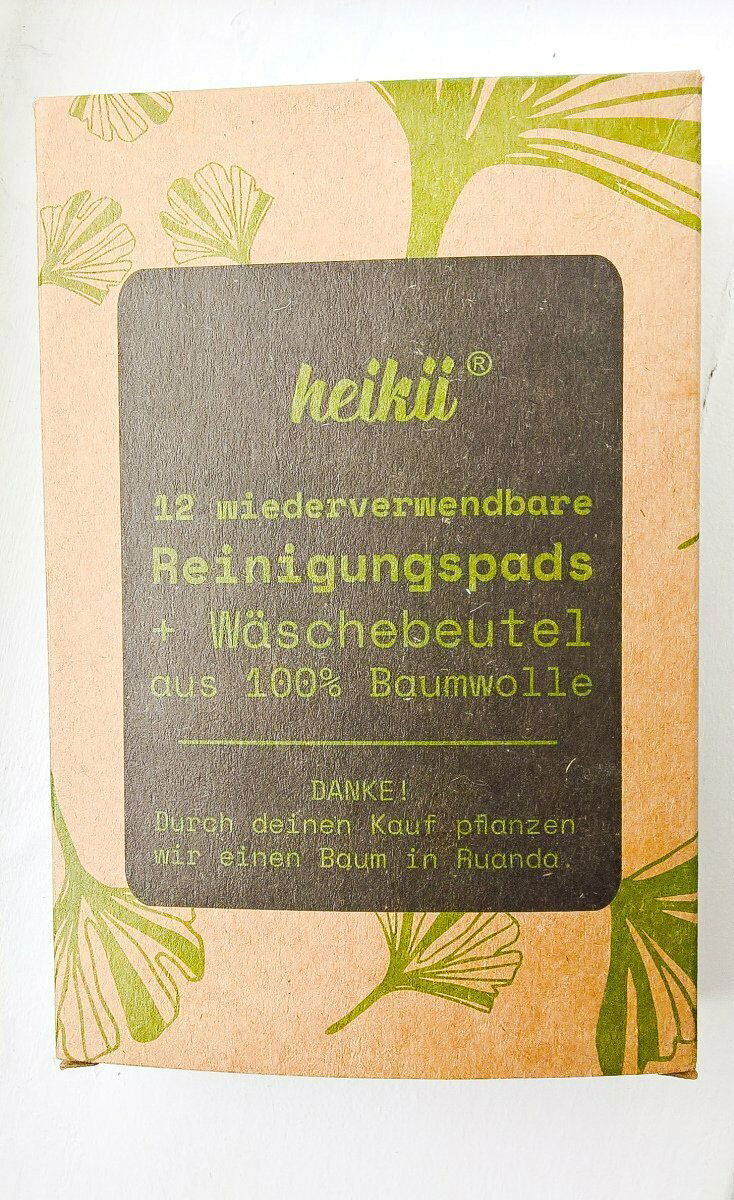 heikii®
12 wiederverwendbare
Reinigungspads
+ Wäschebeutel
aus 100% Baumwolle
DANKE!
Durch deinen Kauf pflanzen
wir einen Baum in Ruanda.